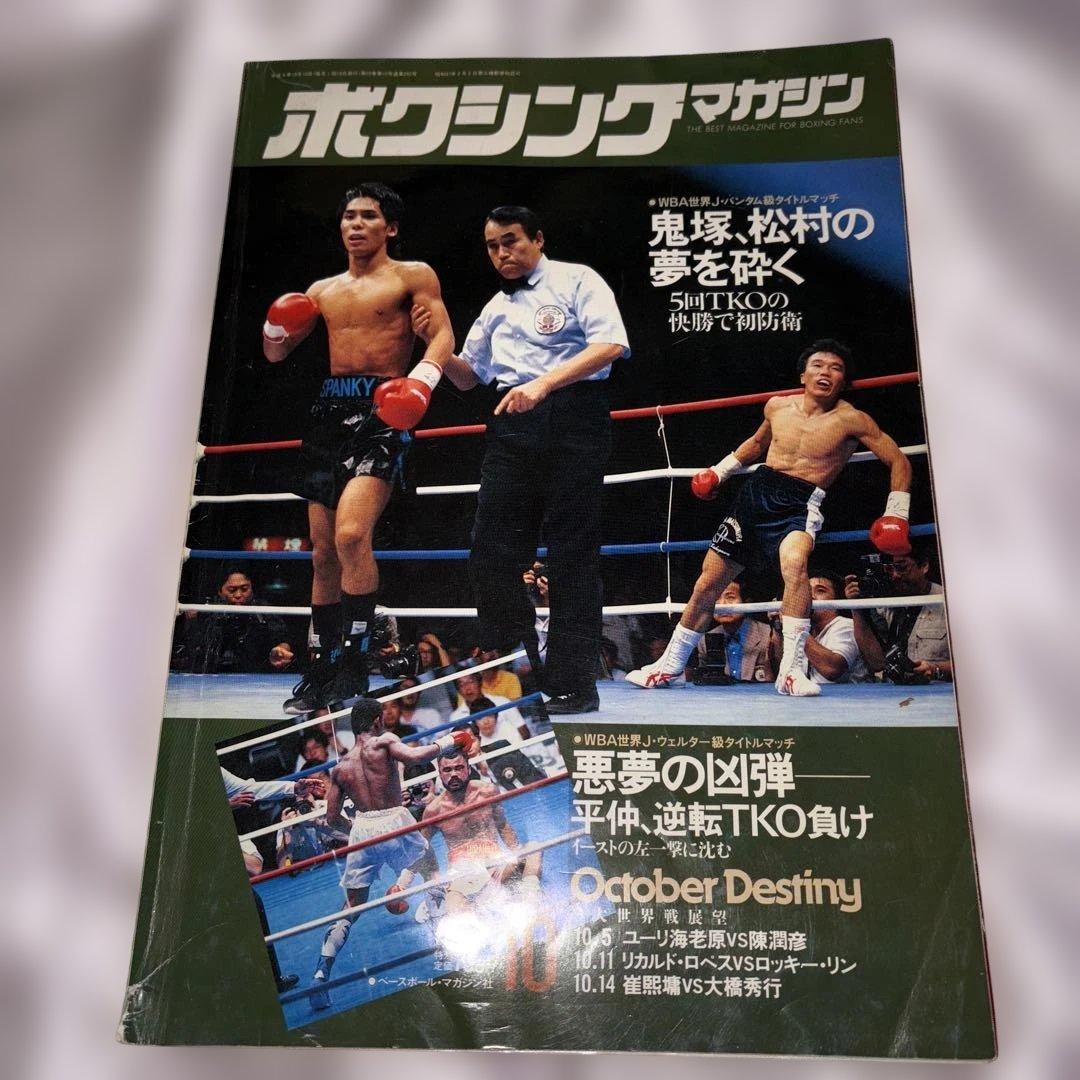 ボクシング マガジン
THE BEST MAGAZINE FOR BOXING FANS
●WBA世界J・バンタム級タイトルマッチ
鬼塚、松村の
夢を砕く
5回TKOの
快勝で初防衛
SPANKY
●WBA世界J・ウェルター級タイトルマッチ
悪夢の凶弾──
平仲、逆転TKO負け
イーストの左一撃に沈む
October Destiny
大世界戦展望
10.5 ユーリ海老原VS陳潤彦
10.11 リカルド・ロペスVSロッキー・リン
10.14 崔熙墉VS大橋秀行
10
定価
●ベースボール・マガジン社